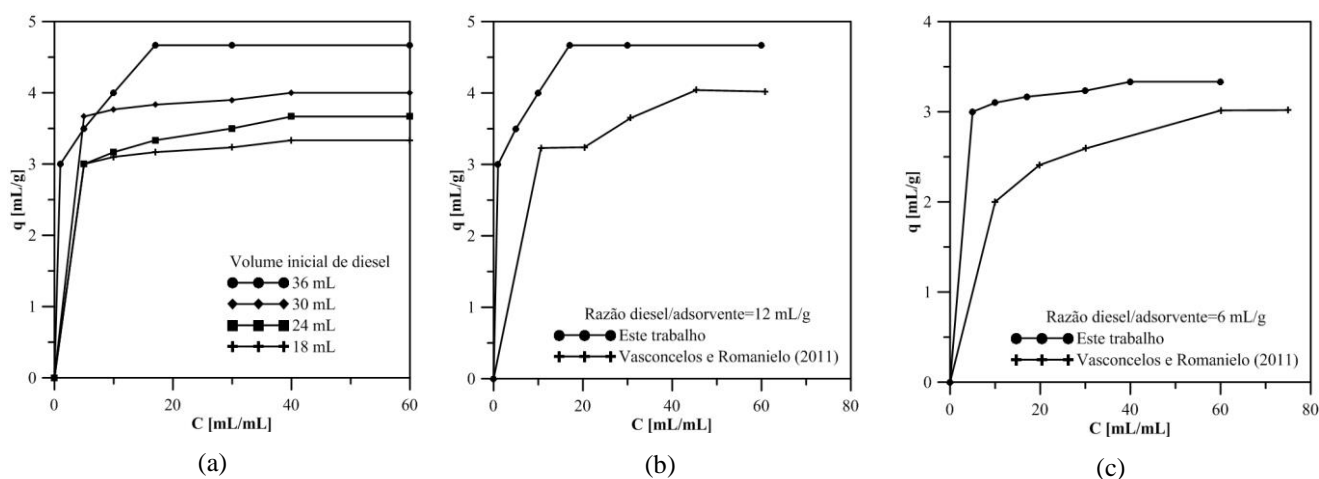 5
4
3
2
1
0
q [mL/g]
Volume inicial de diesel
36 mL
30 mL
24 mL
18 mL
0
20
40
60
C [mL/mL]
(a)
5
4
3
2
1
0
q [mL/g]
Razão diesel/adsorvente=12 mL/g
Este trabalho
Vasconcelos e Romanielo (2011)
0
20
40
60
80
C [mL/mL]
(b)
4
3
2
1
0
q [mL/g]
Razão diesel/adsorvente=6 mL/g
Este trabalho
Vasconcelos e Romanielo (2011)
0
20
40
60
80
C [mL/mL]
(c)